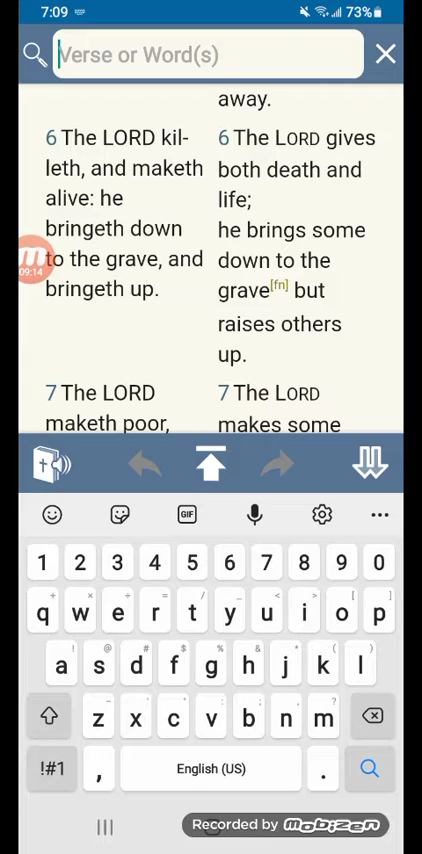 7:09 73%
Verse or Word(s)
away.
6 The LORD kil-
leth, and maketh
alive: he
bringeth down
to the grave, and
bringeth up.
6 The LORD gives
both death and
life;
he brings some
down to the
grave[fn] but
raises others
up.
7 The LORD
maketh poor,
7 The LORD
makes some
09:14
GIF
1 2 3 4 5 6 7 8 9 0
+ × ÷ = / _ < > [ ]
q w e r t y u i o p
! @ # $ % & * ( )
a s d f g h j k l
- ' " : ; , ?
z x c v b n m
!#1 , English (US) .
Recorded by mobizen